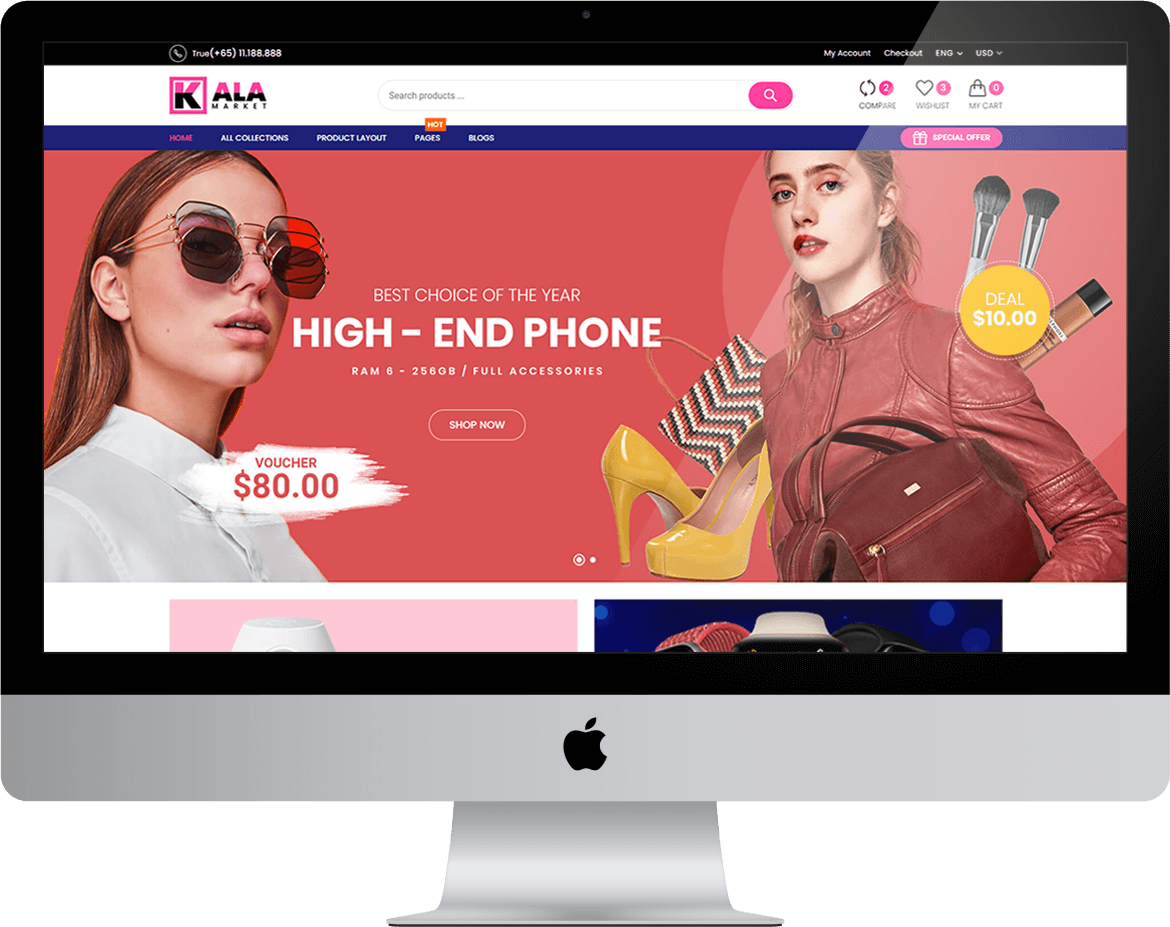 True(+65) 11.188.888
My Account Checkout ENG USD
KALA
MARKET
Search products ...
2 3 0
COMPARE WISHLIST MY CART
HOT
HOME ALL COLLECTIONS PRODUCT LAYOUT PAGES BLOGS SPECIAL OFFER
BEST CHOICE OF THE YEAR
HIGH - END PHONE
RAM 6 - 256GB / FULL ACCESSORIES
SHOP NOW
DEAL
$10.00
VOUCHER
$80.00